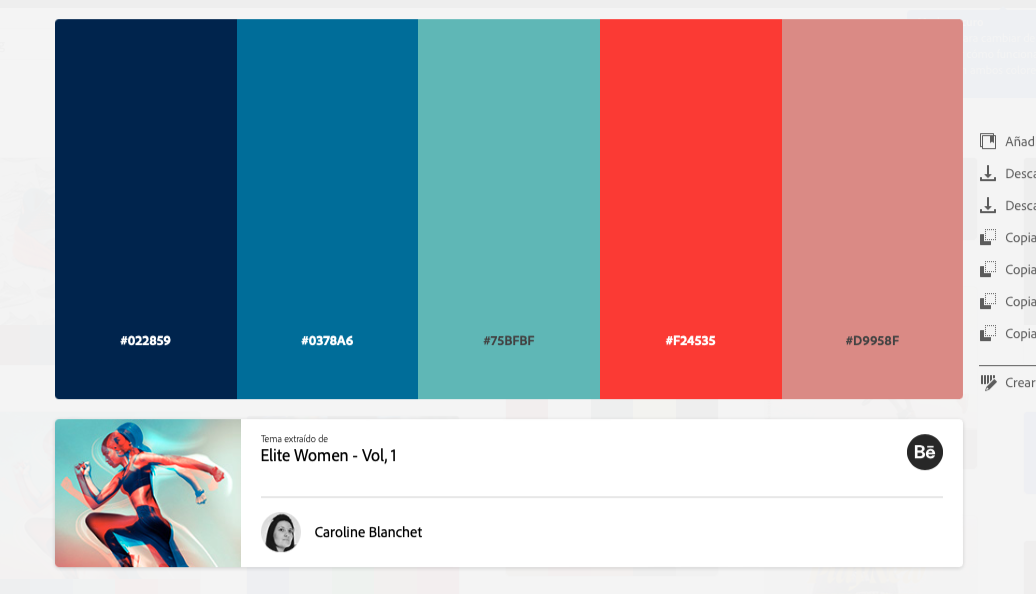 #022859
#0378A6
#75BFBF
#F24535
#D9958F
Añad
Desca
Desca
Copia
Copia
Copia
Copia
Crear
Tema extraído de
Elite Women - Vol, 1
Bē
Caroline Blanchet